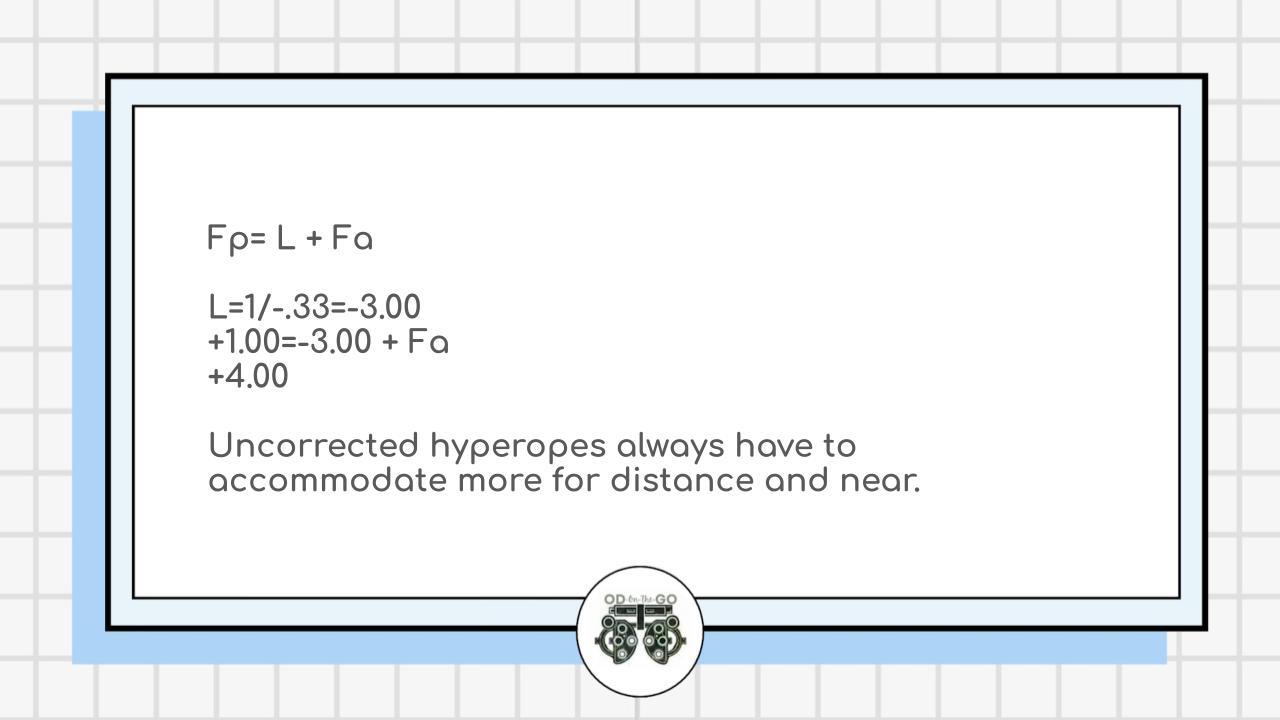 Fp= L + Fa
L=1/-.33=-3.00
+1.00=-3.00 + Fa
+4.00
Uncorrected hyperopes always have to
accommodate more for distance and near.
OD-On-The-GO